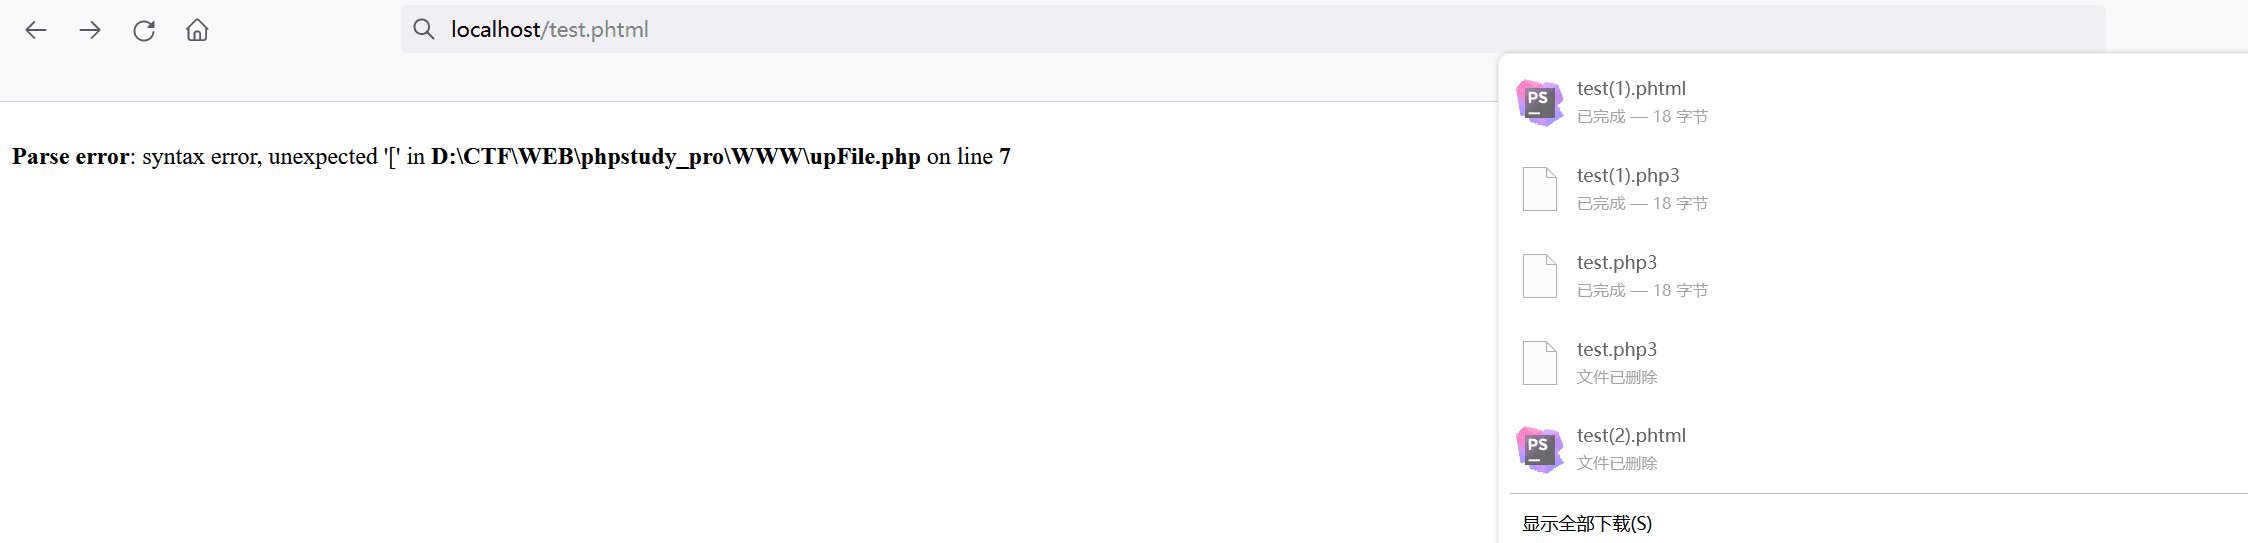 localhost/test.phtml
Parse error: syntax error, unexpected '[' in D:\CTF\WEB\phpstudy_pro\WWW\upFile.php on line 7
PS
test(1).phtml
已完成 — 18 字节
test(1).php3
已完成 — 18 字节
test.php3
已完成 — 18 字节
test.php3
文件已删除
PS
test(2).phtml
文件已删除
显示全部下载(S)